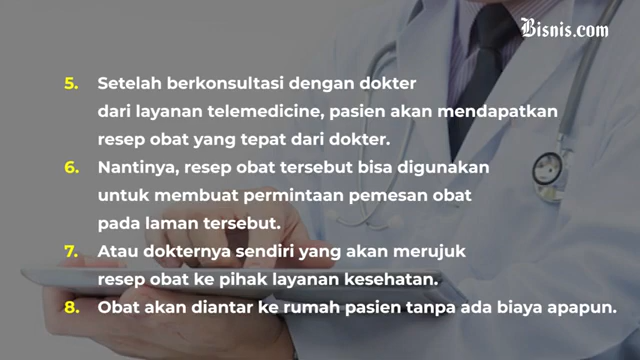 Bisnis.com
5. Setelah berkonsultasi dengan dokter
dari layanan telemedicine, pasien akan mendapatkan
resep obat yang tepat dari dokter.
6. Nantinya, resep obat tersebut bisa digunakan
untuk membuat permintaan pemesan obat
pada laman tersebut.
7. Atau dokternya sendiri yang akan merujuk
resep obat ke pihak layanan kesehatan.
8. Obat akan diantar ke rumah pasien tanpa ada biaya apapun.